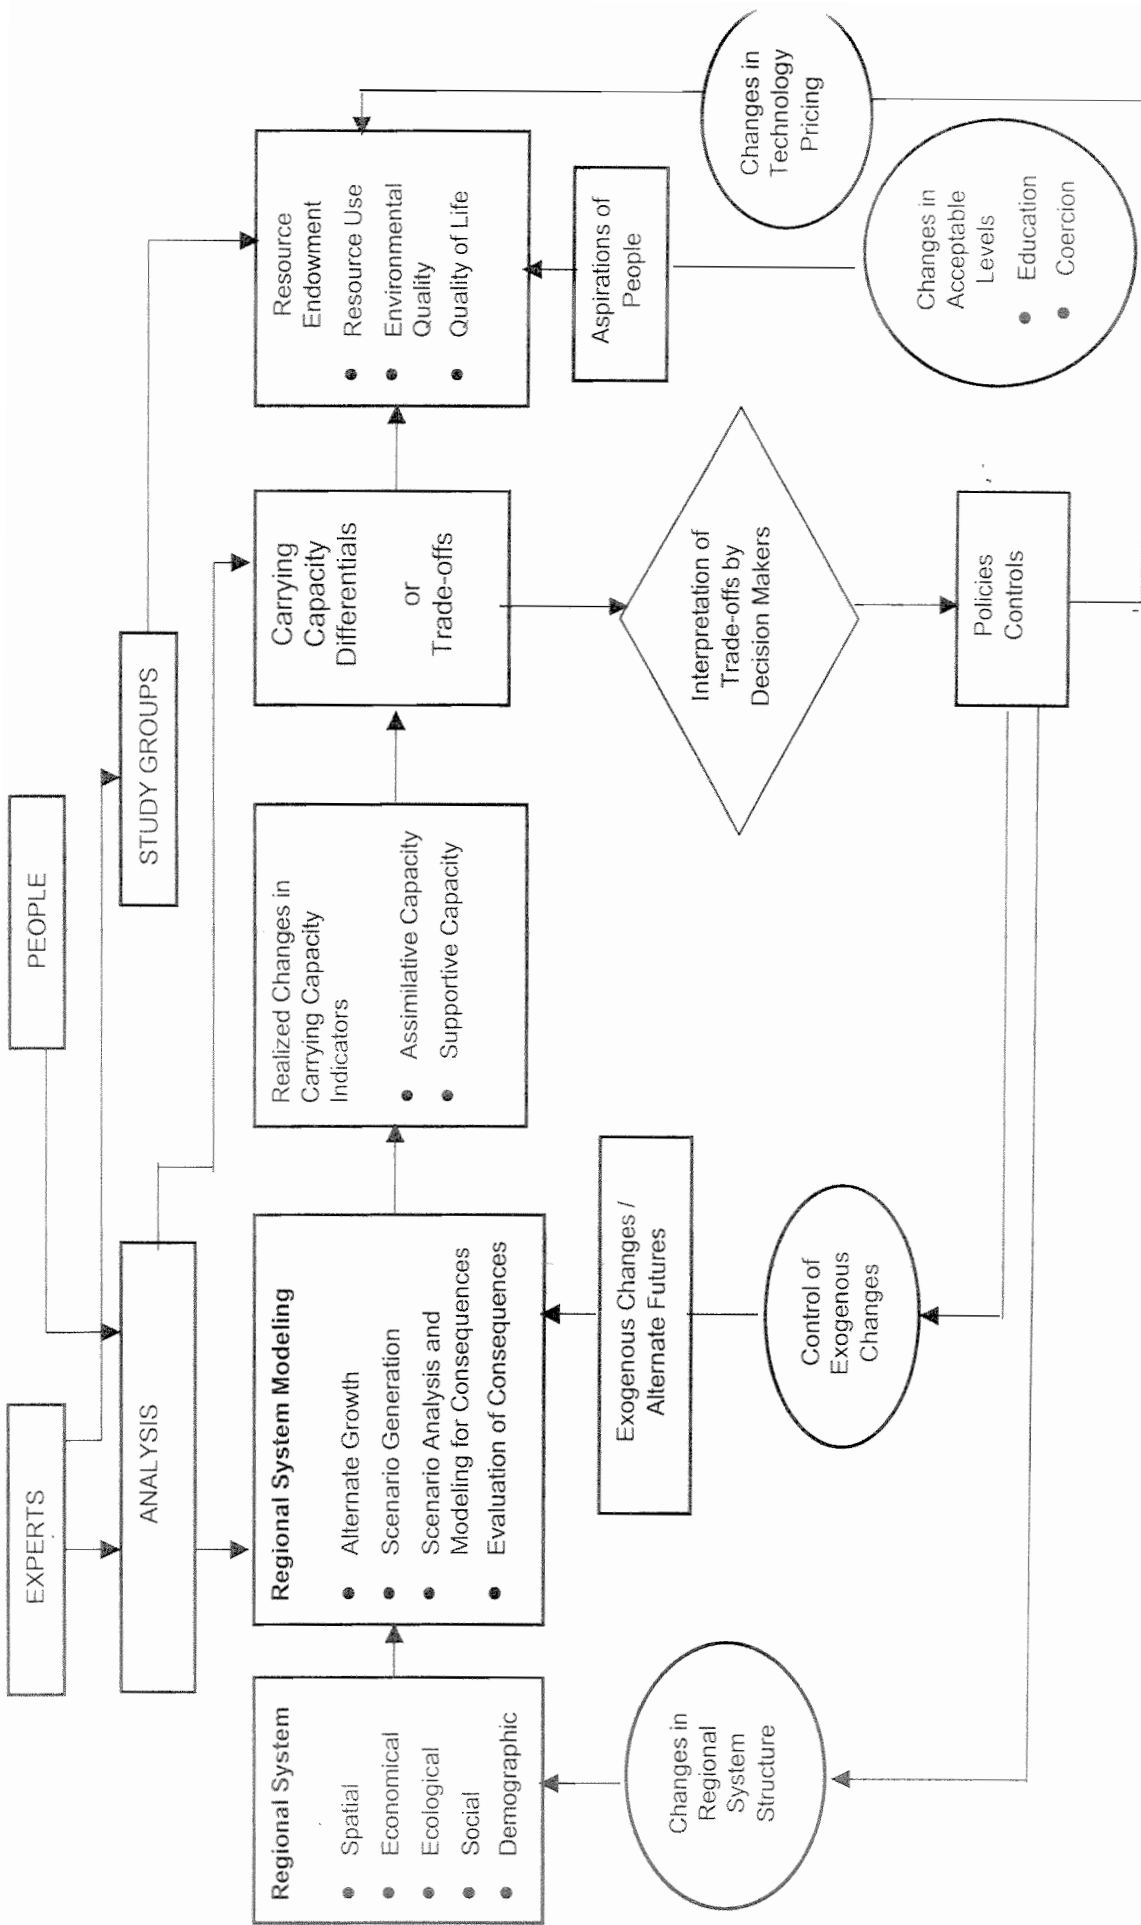 EXPERTS
PEOPLE
ANALYSIS
STUDY GROUPS
Regional System
● Spatial
● Economical
● Ecological
● Social
● Demographic
Regional System Modeling
● Alternate Growth
● Scenario Generation
● Scenario Analysis and
Modeling for Consequences
● Evaluation of Consequences
Realized Changes in
Carrying Capacity
Indicators
● Assimilative Capacity
● Supportive Capacity
Carrying
Capacity
Differentials
or
Trade-offs
Resource
Endowment
● Resource Use
● Environmental
Quality
● Quality of Life
Changes in
Regional
System
Structure
Exogenous Changes /
Alternate Futures
Control of
Exogenous
Changes
Interpretation of
Trade-offs by
Decision Makers
Policies
Controls
Aspirations of
People
Changes in
Technology
Pricing
Changes in
Acceptable
Levels
● Education
● Coercion